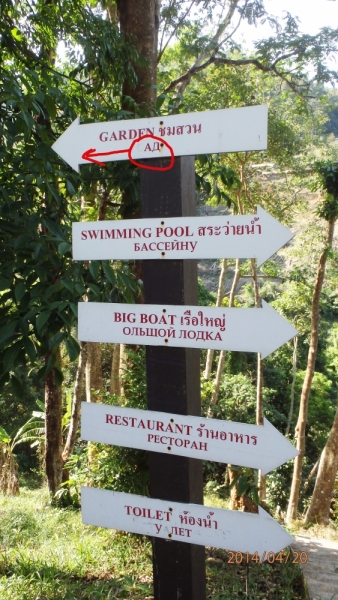 GARDEN ชมสวน
АД
SWIMMING POOL สระว่ายน้ำ
БАССЕЙНУ
BIG BOAT เรือใหญ่
ОЛЬШОЙ ЛОДКА
RESTAURANT ร้านอาหาร
РЕСТОРАН
TOILET ห้องน้ำ
У ЛЕТ
2014/04/20